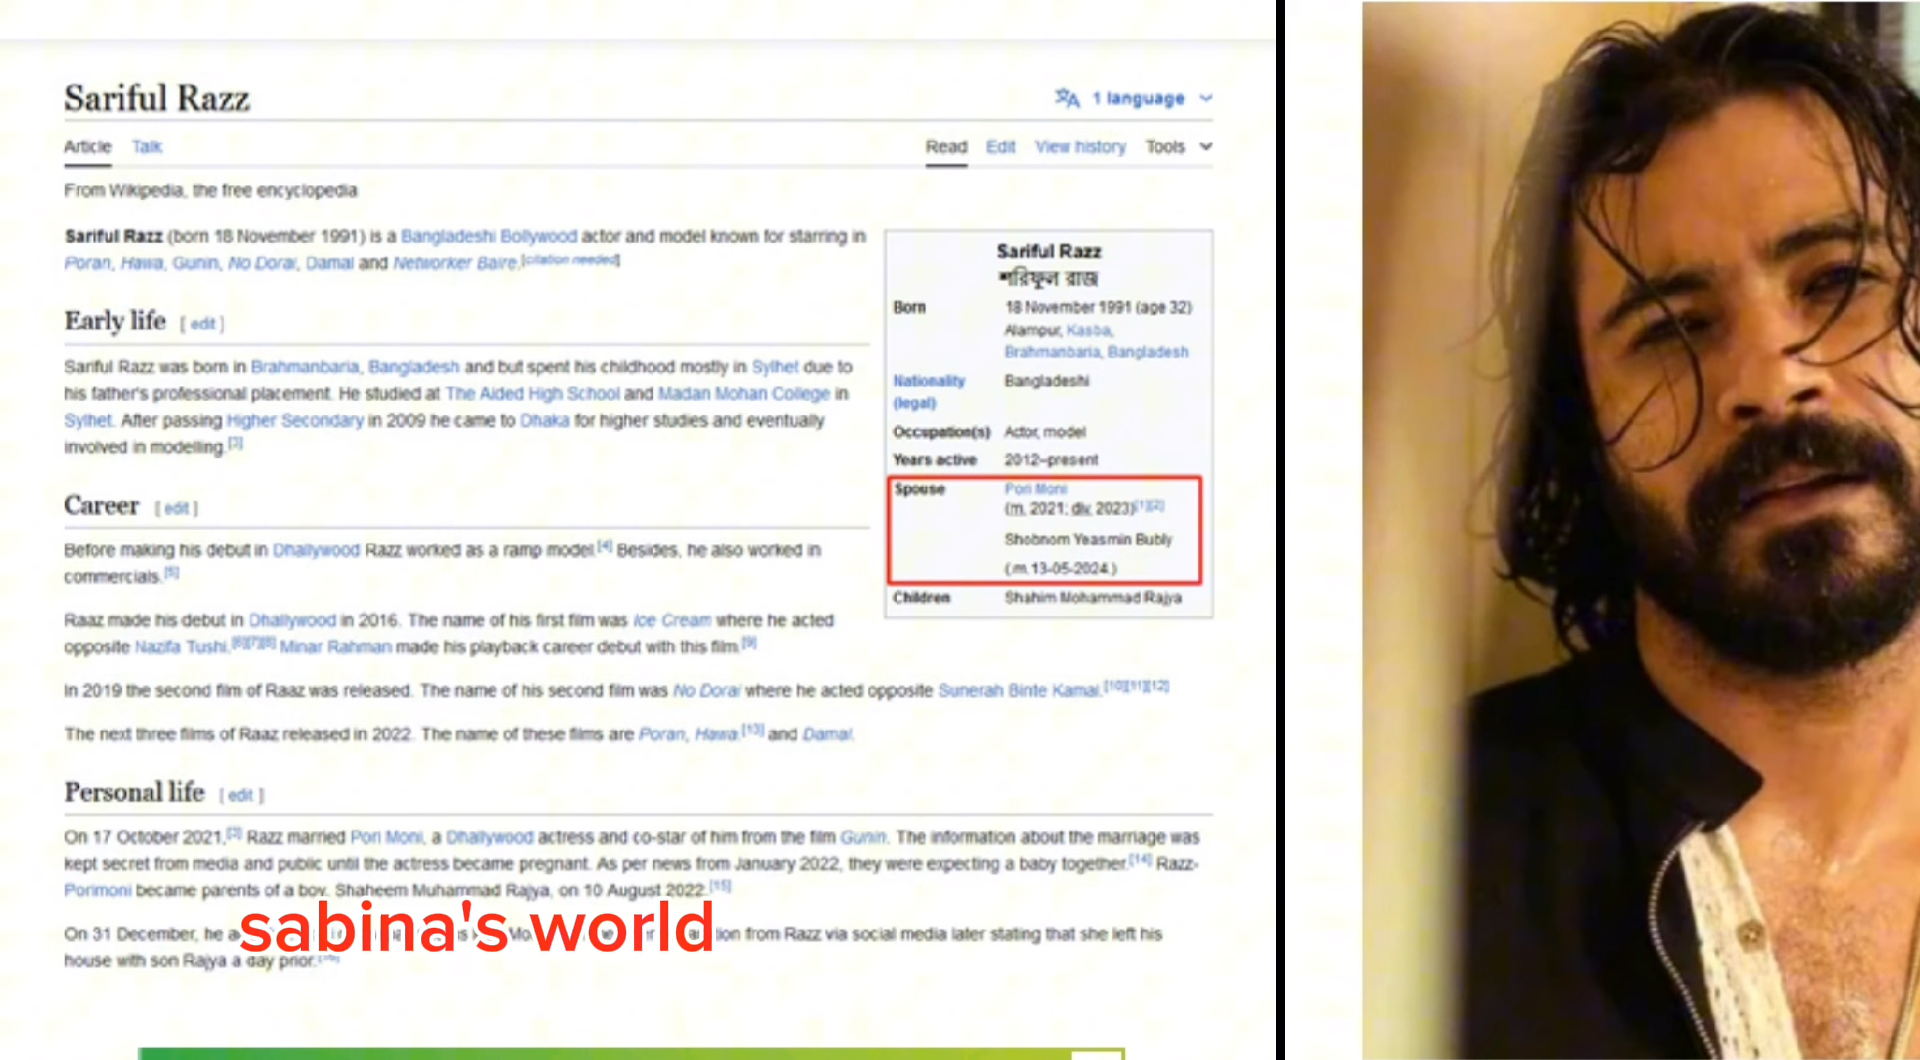 Sariful Razz
1 language
Article Talk
Read Edit View history Tools
From Wikipedia, the free encyclopedia
Sariful Razz (born 18 November 1991) is a Bangladeshi Bollywood actor and model known for starring in
Poran, Hawa, Gunin, No Dorai, Damal and Networker Baire.[citation needed]
Early life [ edit ]
Sariful Razz was born in Brahmanbaria, Bangladesh and but spent his childhood mostly in Sylhet due to
his father's professional placement. He studied at The Aided High School and Madan Mohan College in
Sylhet. After passing Higher Secondary in 2009 he came to Dhaka for higher studies and eventually
involved in modelling.[3]
Career [ edit ]
Before making his debut in Dhallywood Razz worked as a ramp model.[4] Besides, he also worked in
commercials.[5]
Raaz made his debut in Dhallywood in 2016. The name of his first film was Ice Cream where he acted
opposite Nazifa Tushi.[6][7][8] Minar Rahman made his playback career debut with this film.[9]
In 2019 the second film of Raaz was released. The name of his second film was No Dorai where he acted opposite Sunerah Binte Kamal.[10][11][12]
The next three films of Raaz released in 2022. The name of these films are Poran, Hawa,[13] and Damal.
Sariful Razz
শরিফুল রাজ
Born 18 November 1991 (age 32)
Alampur, Kasba,
Brahmanbaria, Bangladesh
Nationality Bangladeshi
(legal)
Occupation(s) Actor, model
Years active 2012–present
Spouse Pori Moni
(m. 2021; div. 2023)[1][2]
Shobnom Yeasmin Bubly
( m.13-05-2024.)
Children Shahim Mohammad Rajya
Personal life [ edit ]
On 17 October 2021,[2] Razz married Pori Moni, a Dhallywood actress and co-star of him from the film Gunin. The information about the marriage was
kept secret from media and public until the actress became pregnant. As per news from January 2022, they were expecting a baby together.[14] Razz-
Porimoni became parents of a boy. Shaheem Muhammad Rajya, on 10 August 2022.[15]
On 31 December, he from Razz via social media later stating that she left his
house with son Rajya a day prior.
sabina's world